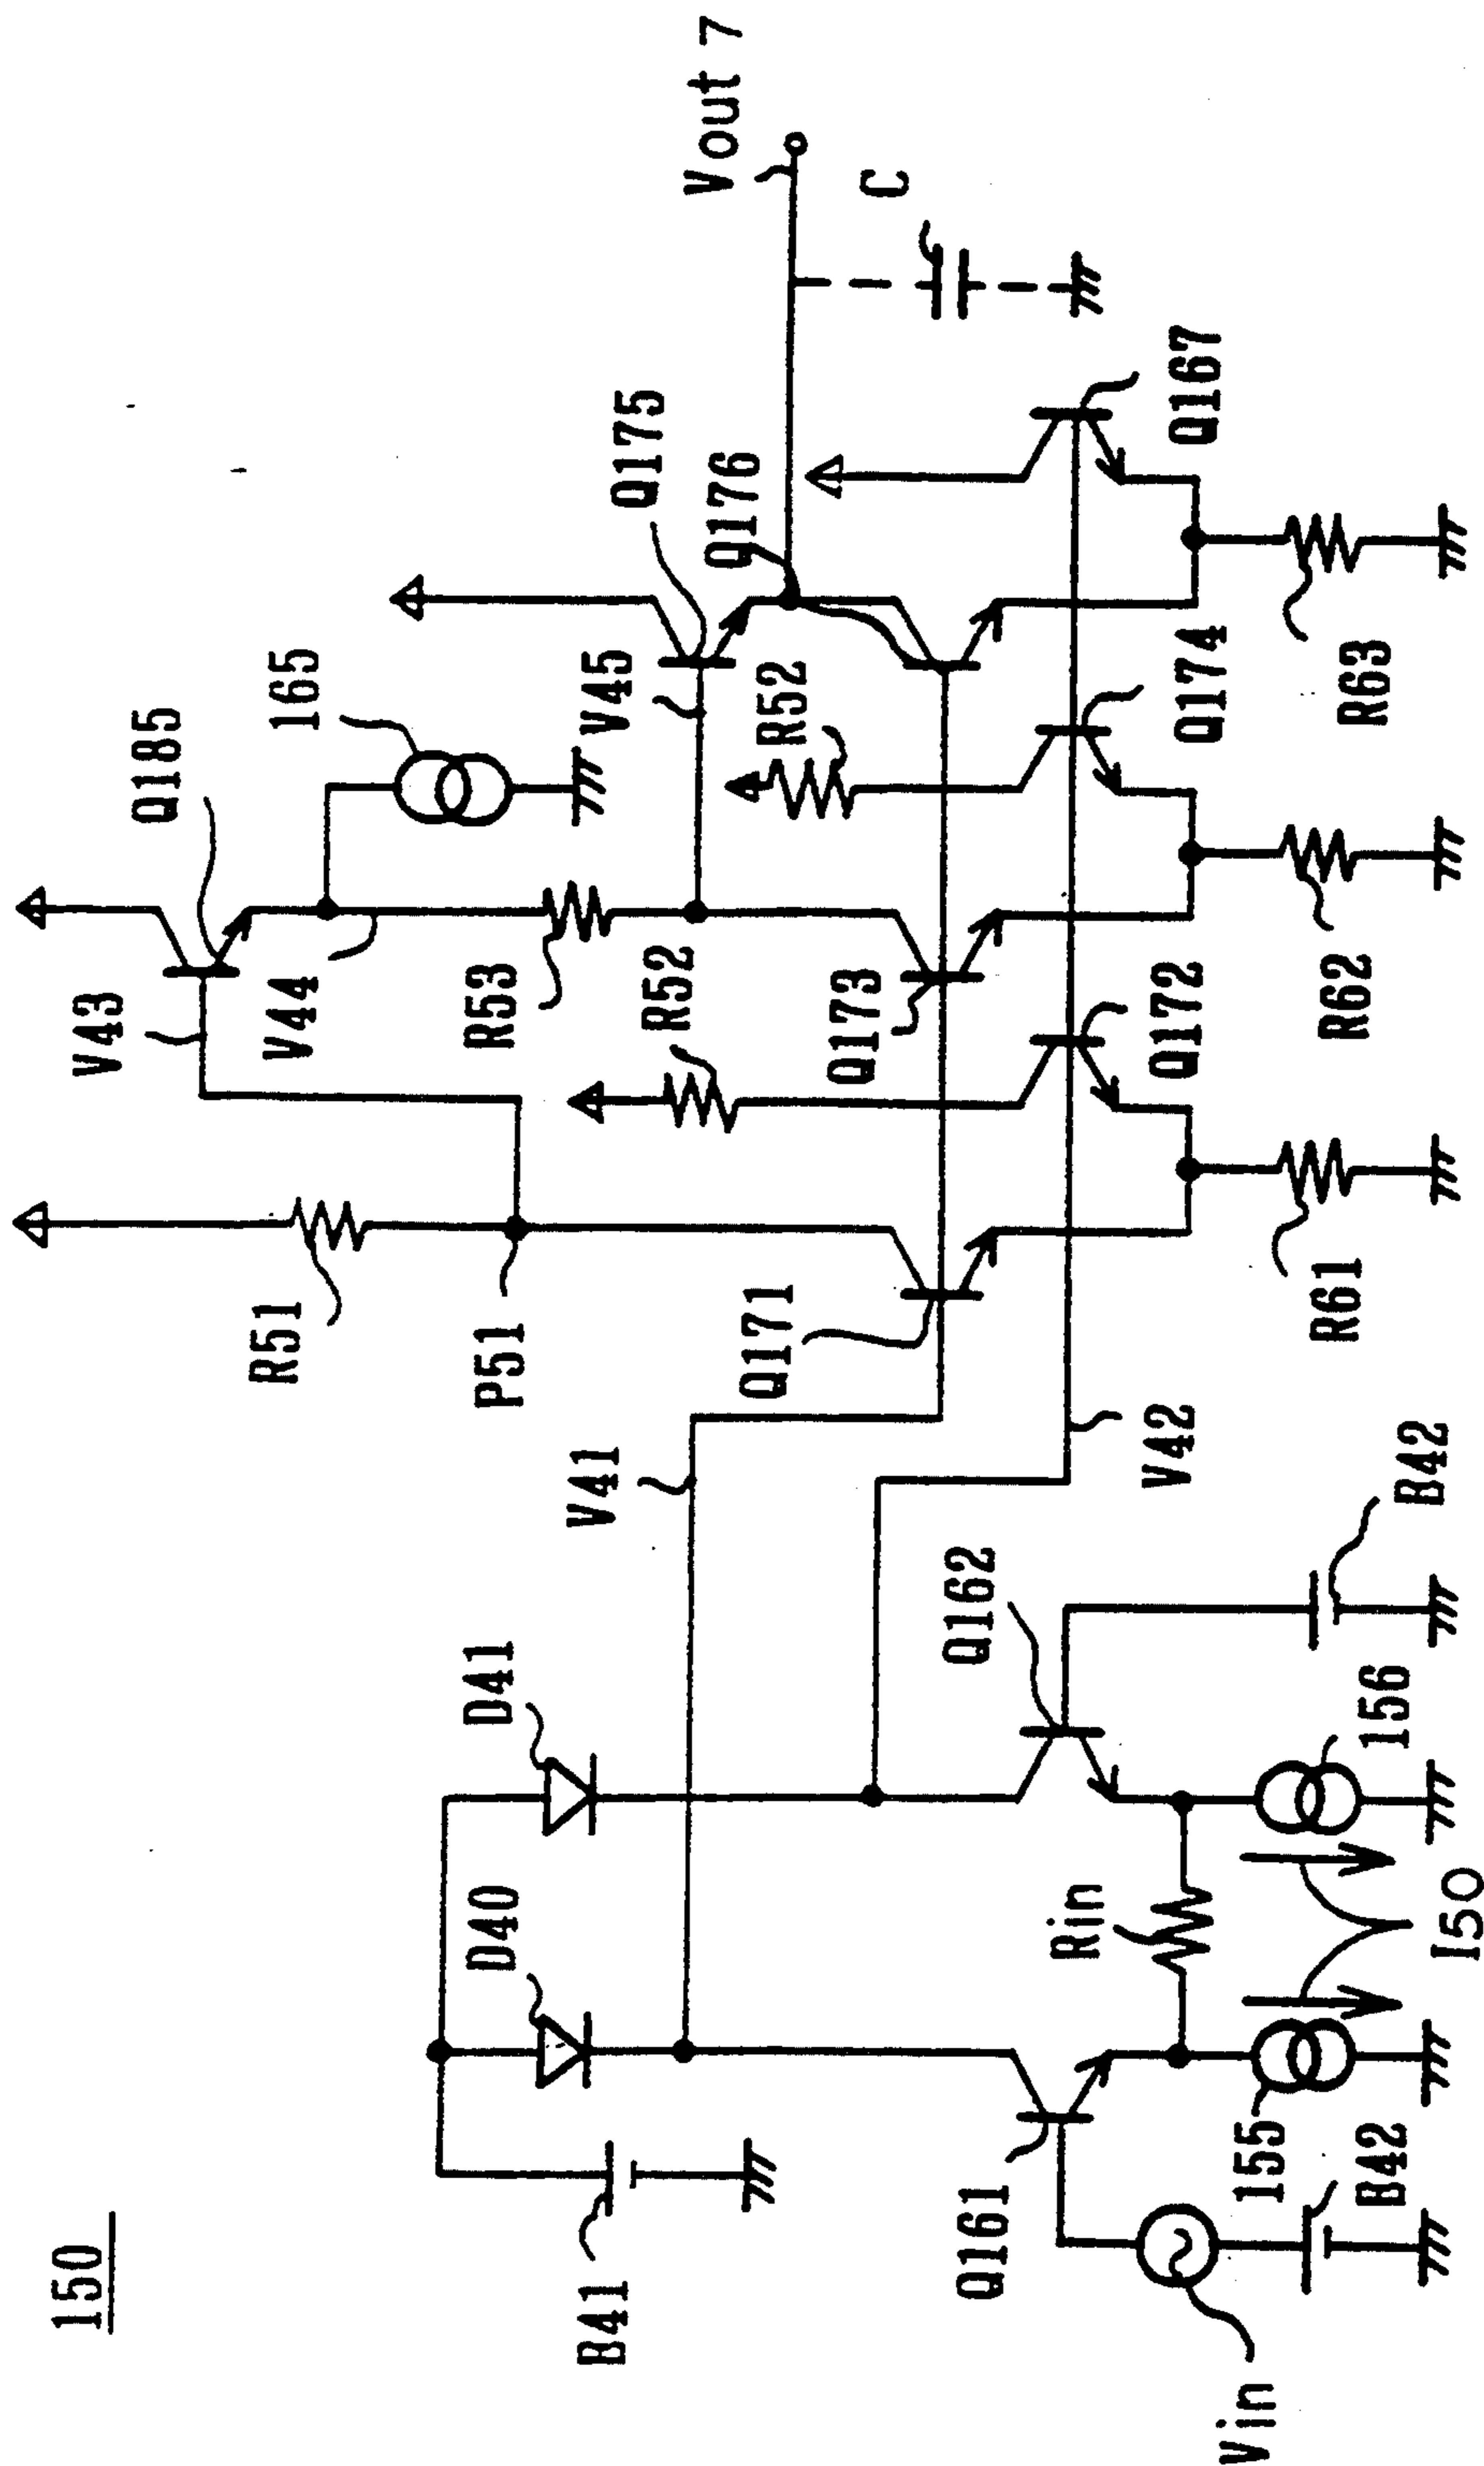 150
B41
D40
D41
V41
V42
Vin
Q161
155
B42
Rin
I50
156
Q162
B42
R51
P51
V43
Q185
V44
165
R53
R52
V45
R52
Q175
Q176
Vout 7
C
Q171
Q173
Q172
Q174
Q167
R61
R62
R63